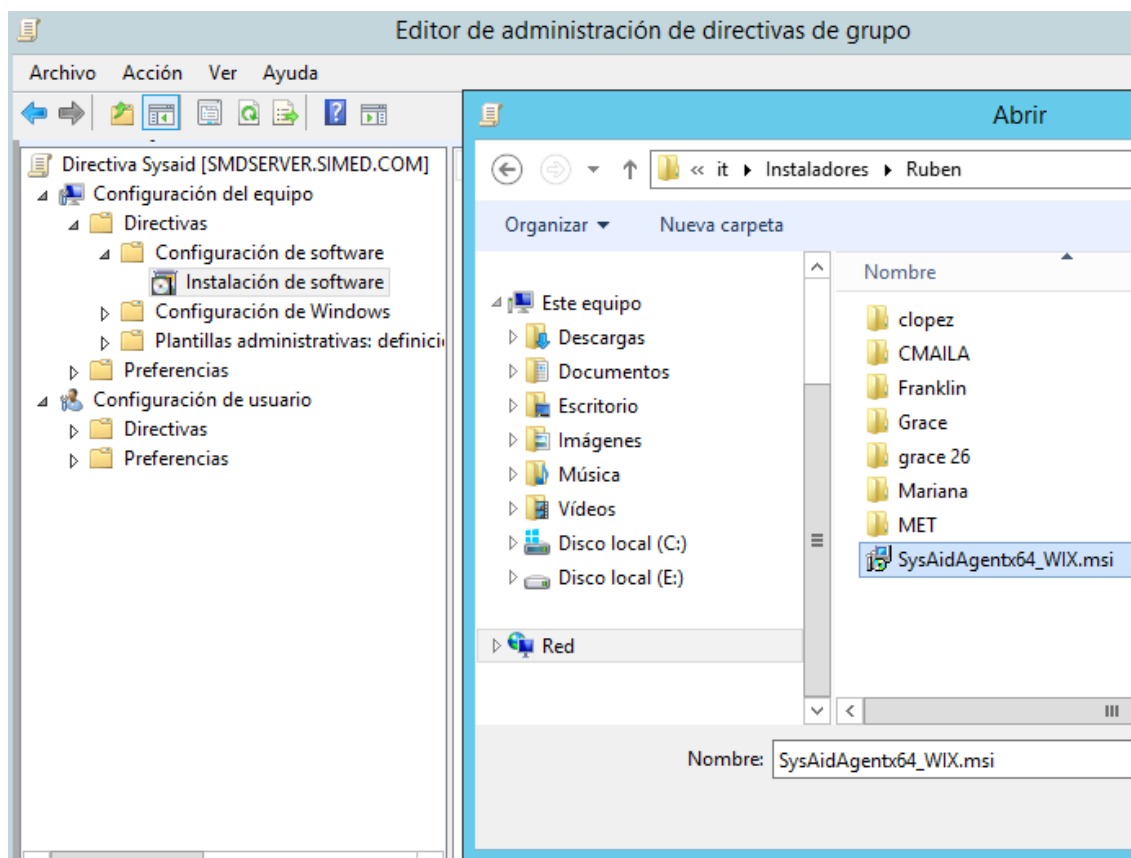 Editor de administración de directivas de grupo
Archivo Acción Ver Ayuda
Directiva Sysaid [SMDSERVER.SIMED.COM]
Configuración del equipo
Directivas
Configuración de software
Instalación de software
Configuración de Windows
Plantillas administrativas: definici
Preferencias
Configuración de usuario
Directivas
Preferencias
Abrir
« it Instaladores Ruben
Organizar Nueva carpeta
Este equipo
Descargas
Documentos
Escritorio
Imágenes
Música
Vídeos
Disco local (C:)
Disco local (E:)
Red
Nombre
clopez
CMAILA
Franklin
Grace
grace 26
Mariana
MET
SysAidAgentx64_WIX.msi
Nombre: SysAidAgentx64_WIX.msi